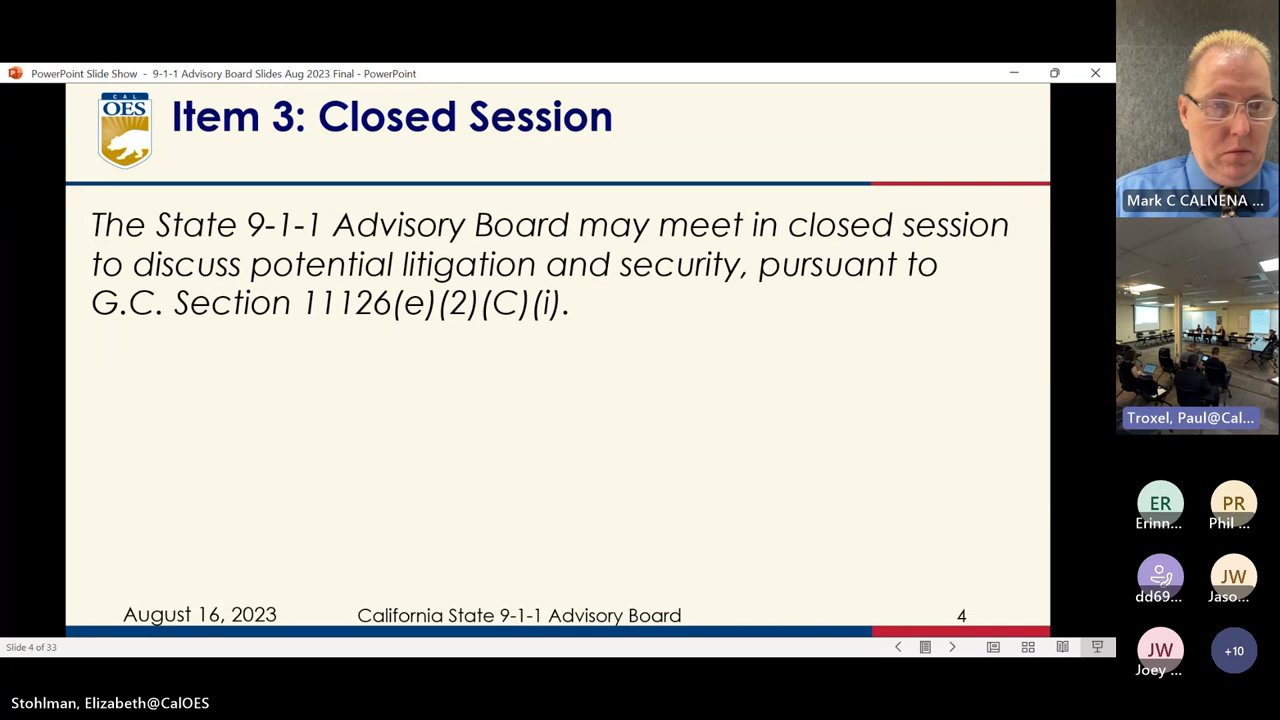 PowerPoint Slide Show - 9-1-1 Advisory Board Slides Aug 2023 Final - PowerPoint
CAL
OES
Item 3: Closed Session
The State 9-1-1 Advisory Board may meet in closed session
to discuss potential litigation and security, pursuant to
G.C. Section 11126(e)(2)(C)(i).
August 16, 2023
California State 9-1-1 Advisory Board
4
Slide 4 of 33
Stohlman, Elizabeth@CalOES
Mark C CALNENA ...
Troxel, Paul@Cal...
ER
Erinn...
PR
Phil ...
dd69...
JW
Jaso...
JW
Joey ...
+10